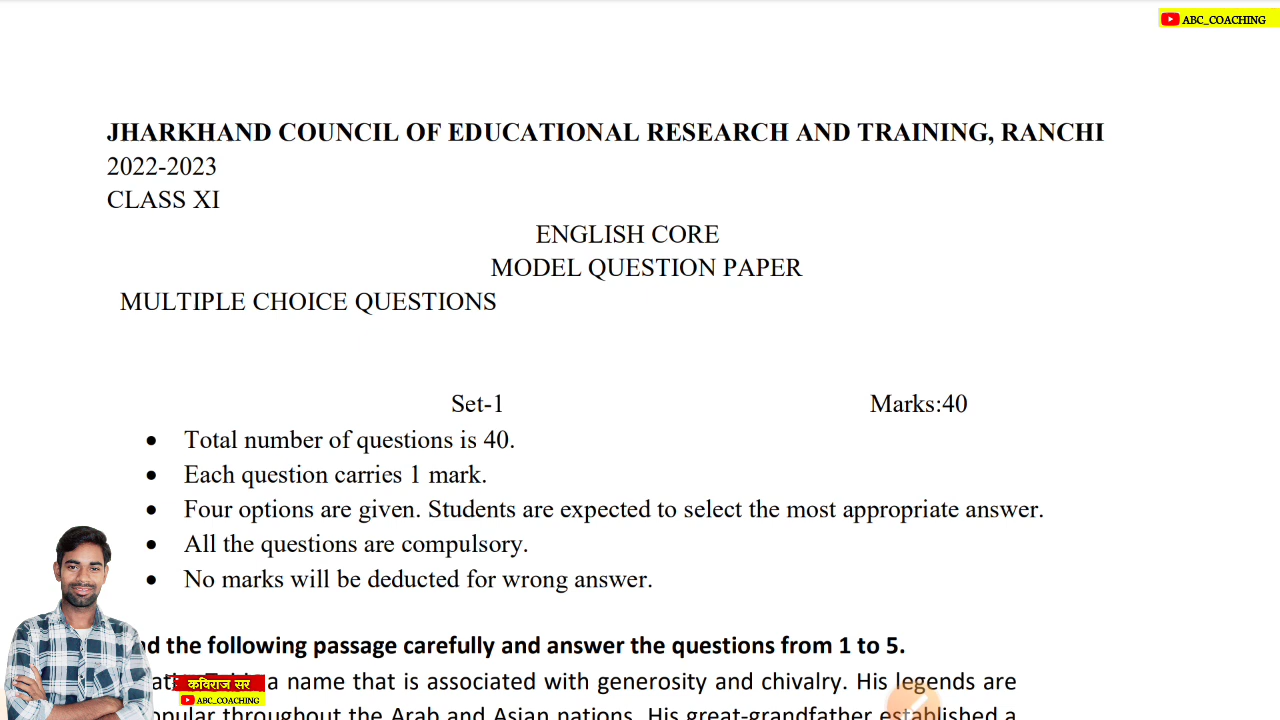 ABC_COACHING
JHARKHAND COUNCIL OF EDUCATIONAL RESEARCH AND TRAINING, RANCHI
2022-2023
CLASS XI
ENGLISH CORE
MODEL QUESTION PAPER
MULTIPLE CHOICE QUESTIONS
Set-1 Marks:40
• Total number of questions is 40.
• Each question carries 1 mark.
• Four options are given. Students are expected to select the most appropriate answer.
• All the questions are compulsory.
• No marks will be deducted for wrong answer.
the following passage carefully and answer the questions from 1 to 5.
a name that is associated with generosity and chivalry. His legends are
throughout the Arab and Asian nations. His great-grandfather established a
कविराज सर
ABC_COACHING